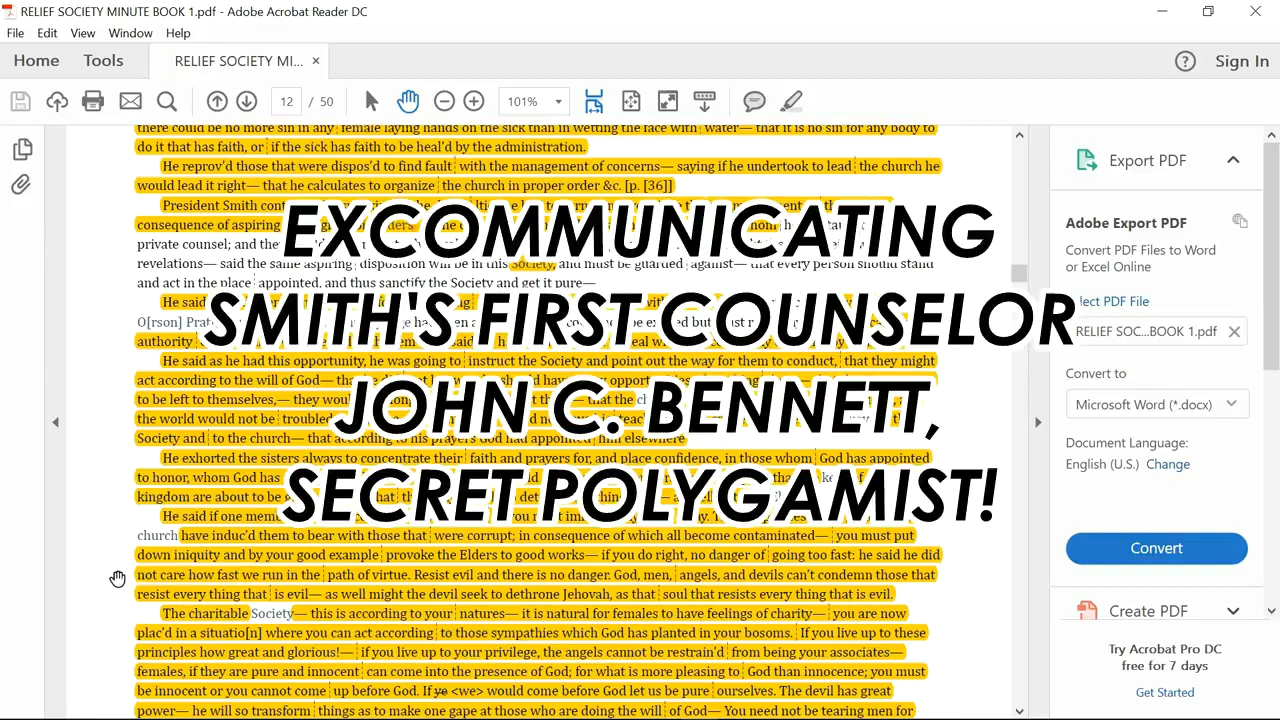 RELIEF SOCIETY MINUTE BOOK 1.pdf - Adobe Acrobat Reader DC
File Edit View Window Help
Home Tools RELIEF SOCIETY MI... × ? Sign In
12 / 50 101%
there could be no more sin in any female laying hands on the sick than in wetting the face with water— that it is no sin for any body to
do it that has faith, or if the sick has faith to be heal'd by the administration.
He reprov'd those that were dispos'd to find fault with the management of concerns— saying if he undertook to lead the church he
would lead it right— that he calculates to organize the church in proper order &c. [p. [36]]
President Smith
consequence of aspiring
private counsel; and
revelations— said the same aspiring disposition will be in this Society, and must be guarded against— that every person should stand
and act in the place appointed, and thus sanctify the Society and get it pure—
He said
O[rson]
authority
He said as he had this opportunity, he was going to instruct the Society and point out the way for them to conduct, that they might
act according to the will of God—
to be left to themselves,— they
the world would not be troubled
Society and to the church— that according to his prayers God had appointed him elsewhere
He exhorted the sisters always to concentrate their faith and prayers for, and place confidence, in those whom God has appointed
to honor, whom God has
kingdom are about to be
He said if one
church have induc'd them to bear with those that were corrupt; in consequence of which all become contaminated— you must put
down iniquity and by your good example provoke the Elders to good works— if you do right, no danger of going too fast: he said he did
not care how fast we run in the path of virtue. Resist evil and there is no danger. God, men, angels, and devils can't condemn those that
resist every thing that is evil— as well might the devil seek to dethrone Jehovah, as that soul that resists every thing that is evil.
The charitable Society— this is according to your natures— it is natural for females to have feelings of charity— you are now
plac'd in a situatio[n] where you can act according to those sympathies which God has planted in your bosoms. If you live up to these
principles how great and glorious!— if you live up to your privilege, the angels cannot be restrain'd from being your associates—
females, if they are pure and innocent can come into the presence of God; for what is more pleasing to God than innocence; you must
be innocent or you cannot come up before God. If ye <we> would come before God let us be pure ourselves. The devil has great
power— he will so transform things as to make one gape at those who are doing the will of God— You need not be tearing men for
EXCOMMUNICATING
SMITH'S FIRST COUNSELOR
JOHN C. BENNETT,
SECRET POLYGAMIST!
Export PDF
Adobe Export PDF
Convert PDF Files to Word
or Excel Online
PDF File
RELIEF SOC...BOOK 1.pdf
Convert to
Microsoft Word (*.docx)
Document Language:
English (U.S.) Change
Convert
Create PDF
Try Acrobat Pro DC
free for 7 days
Get Started